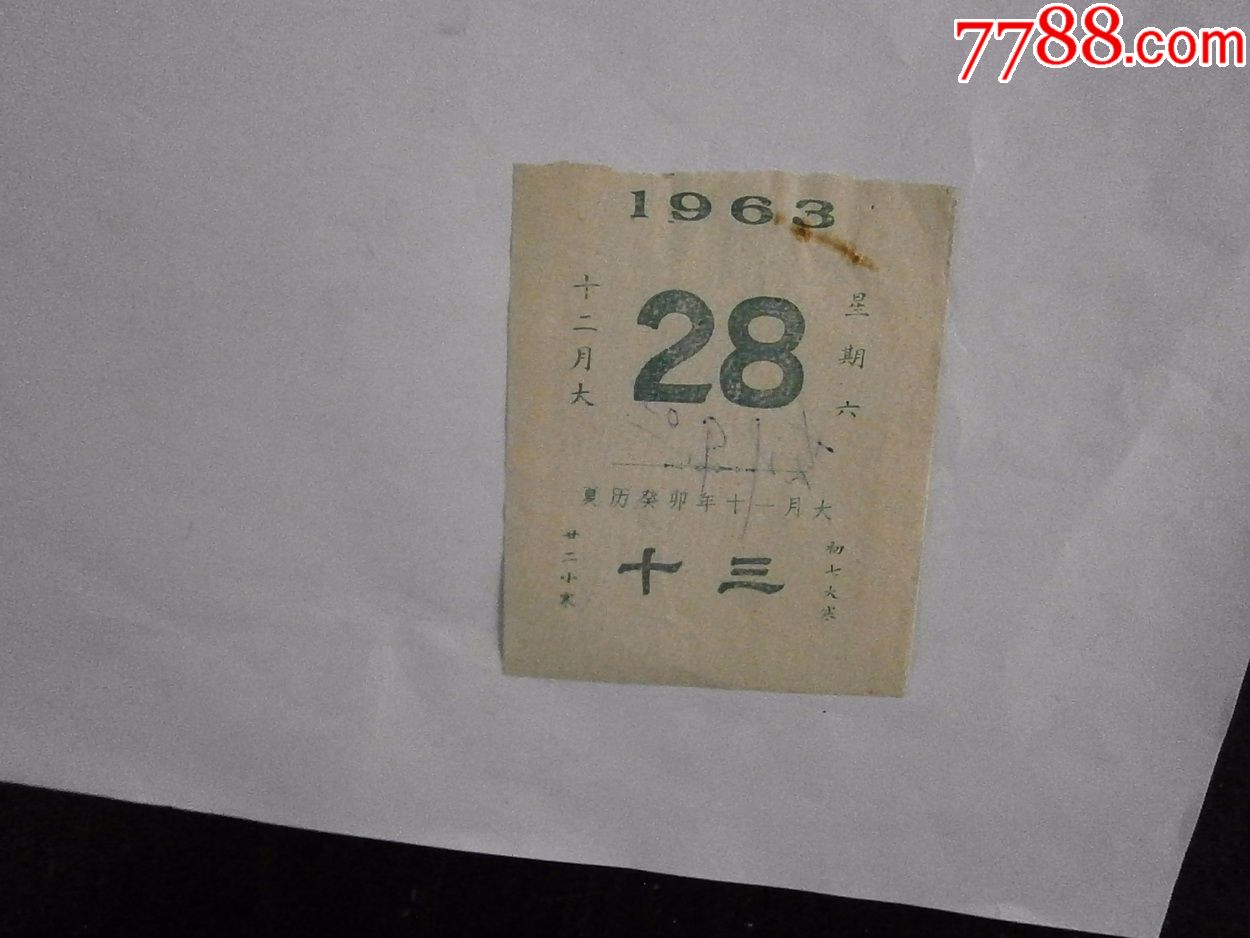 7788.com
1963
十二月大
28
星期六
夏历癸卯年十一月大
廿二小寒
十三
初七大寒